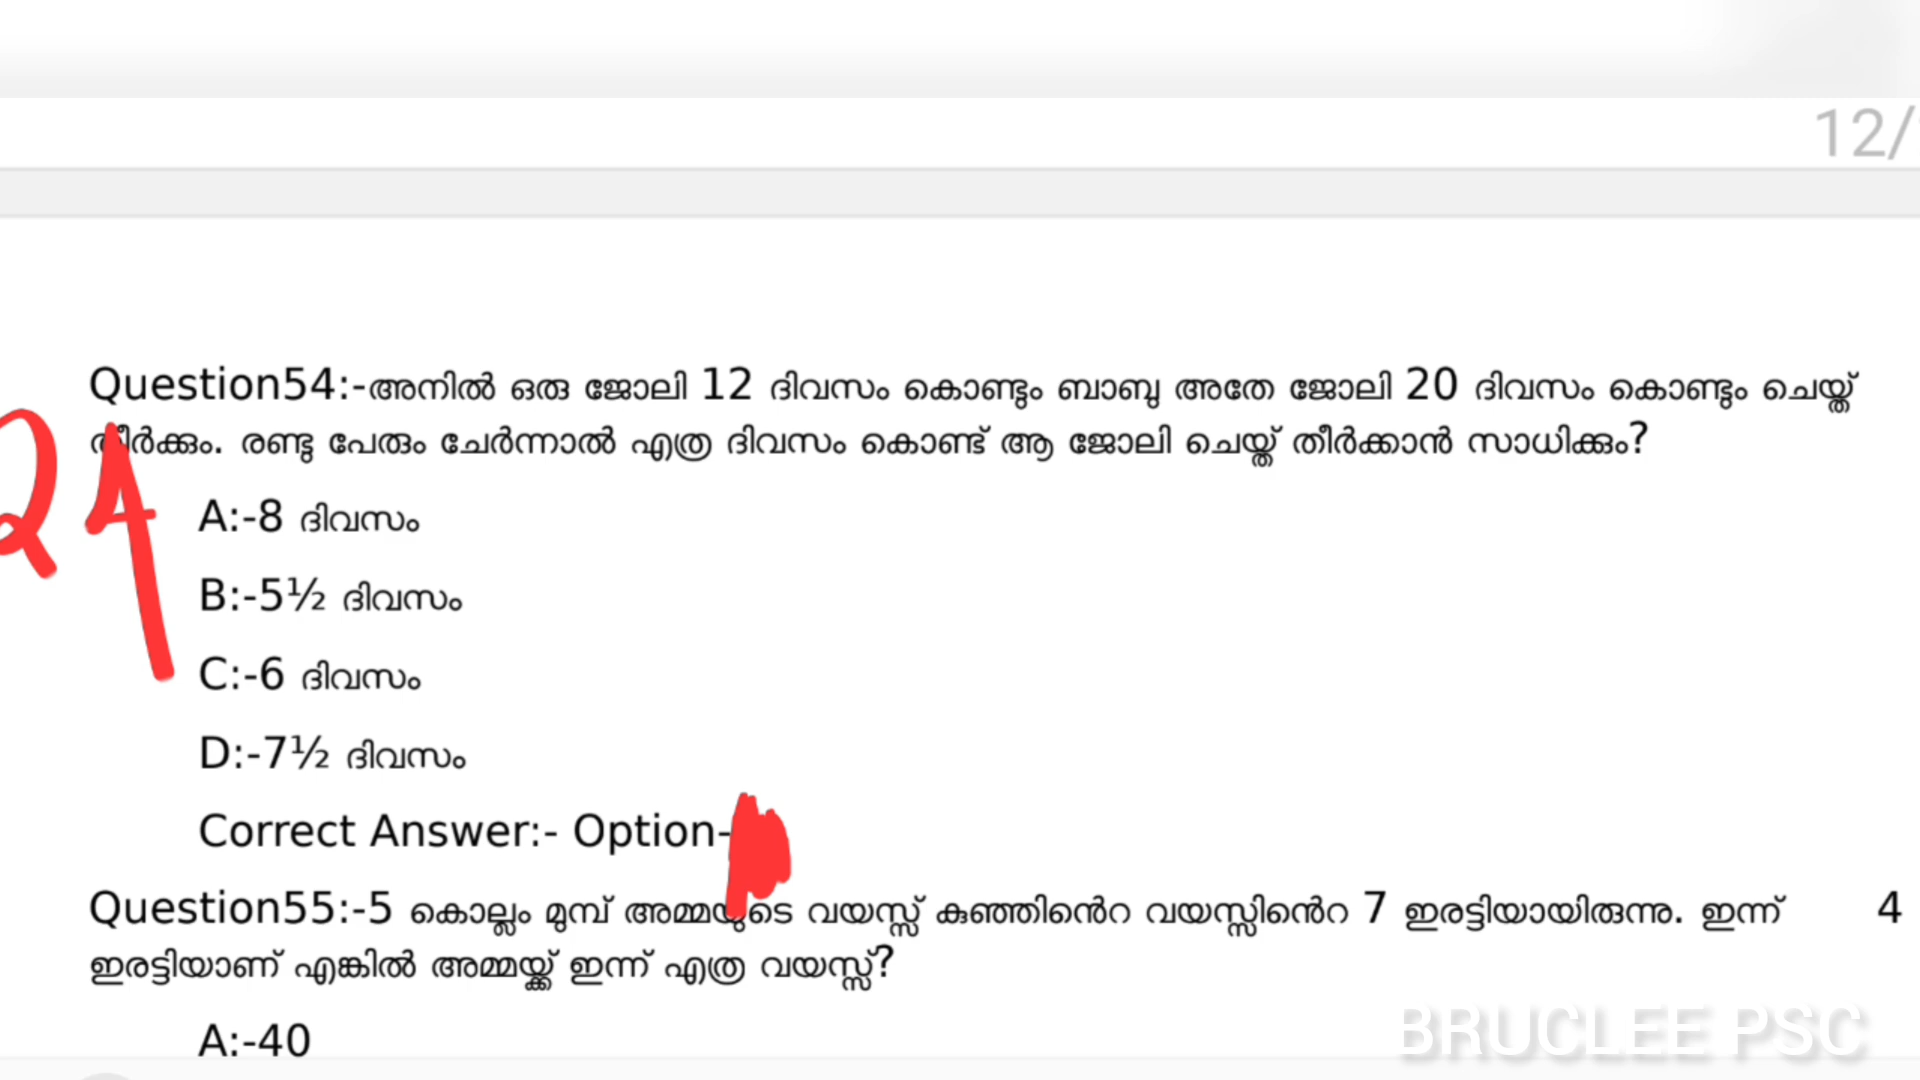 12/
24
Question54:-അനിൽ ഒരു ജോലി 12 ദിവസം കൊണ്ടും ബാബു അതേ ജോലി 20 ദിവസം കൊണ്ടും ചെയ്ത്
തീർക്കും. രണ്ടു പേരും ചേർന്നാൽ എത്ര ദിവസം കൊണ്ട് ആ ജോലി ചെയ്ത് തീർക്കാൻ സാധിക്കും?
A:-8 ദിവസം
B:-5½ ദിവസം
C:-6 ദിവസം
D:-7½ ദിവസം
Correct Answer:- Option-
Question55:-5 കൊല്ലം മുമ്പ് അമ്മയുടെ വയസ്സ് കുഞ്ഞിന്റെ വയസ്സിന്റെ 7 ഇരട്ടിയായിരുന്നു. ഇന്ന് 4
ഇരട്ടിയാണ് എങ്കിൽ അമ്മയ്ക്ക് ഇന്ന് എത്ര വയസ്സ്?
A:-40
BRUCLEE PSC